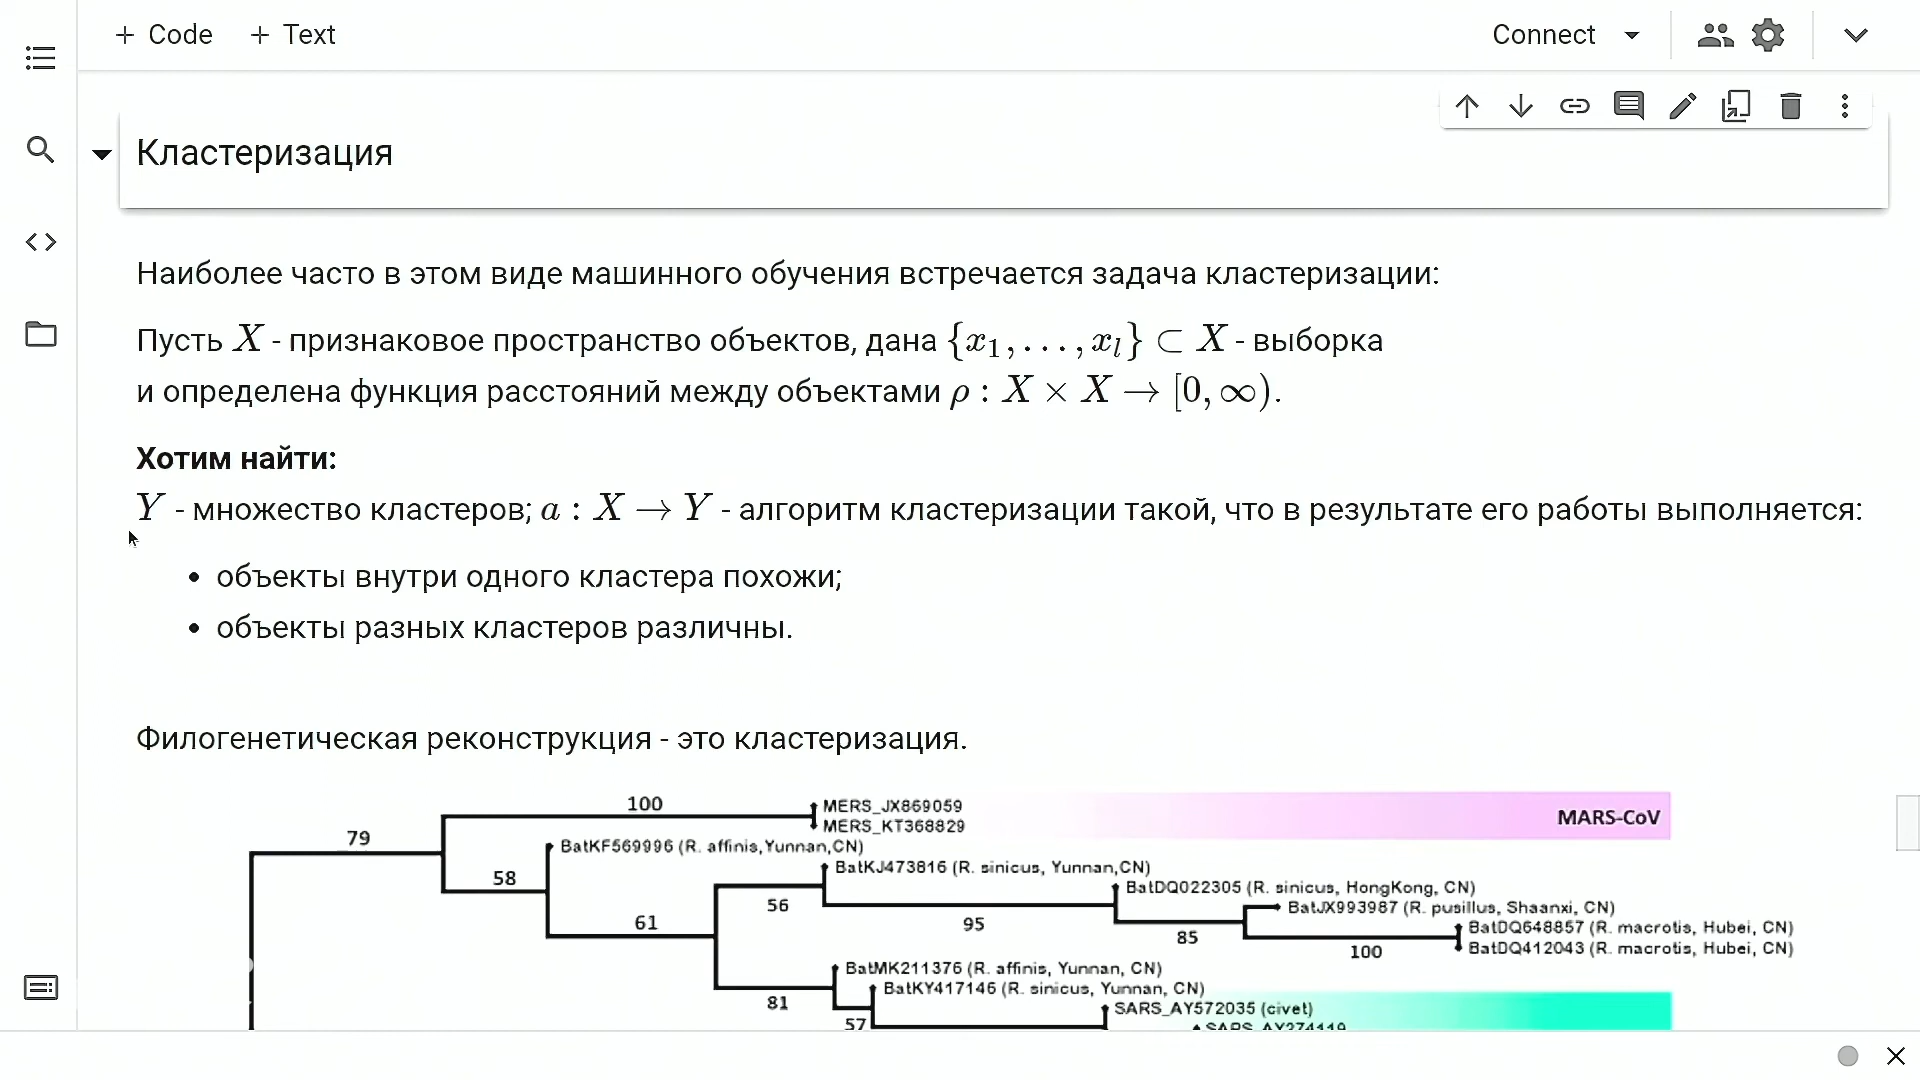 + Code + Text Connect
Кластеризация
Наиболее часто в этом виде машинного обучения встречается задача кластеризации:
Пусть X - признаковое пространство объектов, дана {x₁, . . . , xₗ} ⊂ X - выборка
и определена функция расстояний между объектами ρ : X × X → [0, ∞).
Хотим найти:
Y - множество кластеров; a : X → Y - алгоритм кластеризации такой, что в результате его работы выполняется:
• объекты внутри одного кластера похожи;
• объекты разных кластеров различны.
Филогенетическая реконструкция - это кластеризация.
100
MERS_JX869059
MARS-CoV
MERS_KT368829
79
BatKF569996 (R. affinis,Yunnan,CN)
BatKJ473816 (R. sinicus, Yunnan,CN)
58
BatDQ022305 (R. sinicus, HongKong, CN)
56
BatJX993987 (R. pusillus, Shaanxi, CN)
61
95
BatDQ648857 (R. macrotis, Hubei, CN)
85
BatDQ412043 (R. macrotis, Hubei, CN)
100
BatMK211376 (R. affinis, Yunnan, CN)
BatKY417146 (R. sinicus, Yunnan, CN)
81
SARS_AY572035 (civet)
57
SARS_AY274119